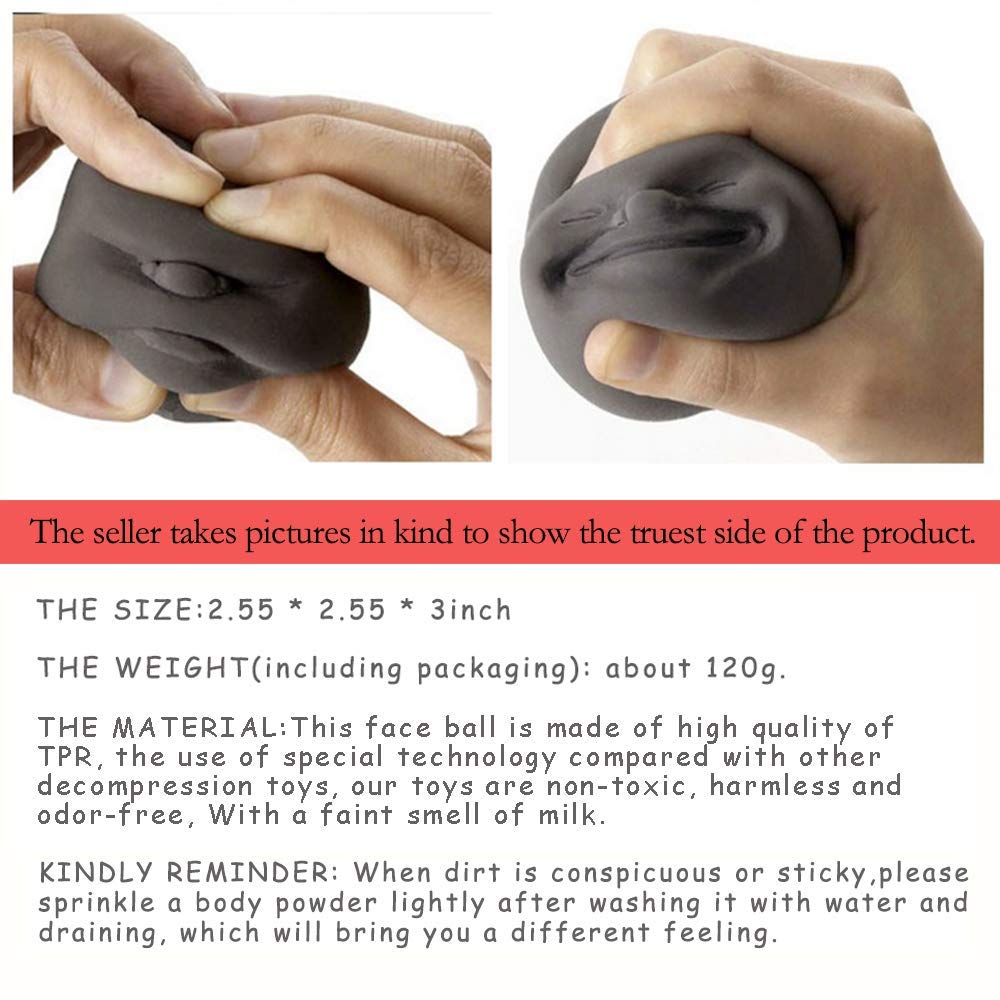 The seller takes pictures in kind to show the truest side of the product.
THE SIZE:2.55 * 2.55 * 3inch
THE WEIGHT(including packaging): about 120g.
THE MATERIAL:This face ball is made of high quality of
TPR, the use of special technology compared with other
decompression toys, our toys are non-toxic, harmless and
odor-free, With a faint smell of milk.
KINDLY REMINDER: When dirt is conspicuous or sticky,please
sprinkle a body powder lightly after washing it with water and
draining, which will bring you a different feeling.